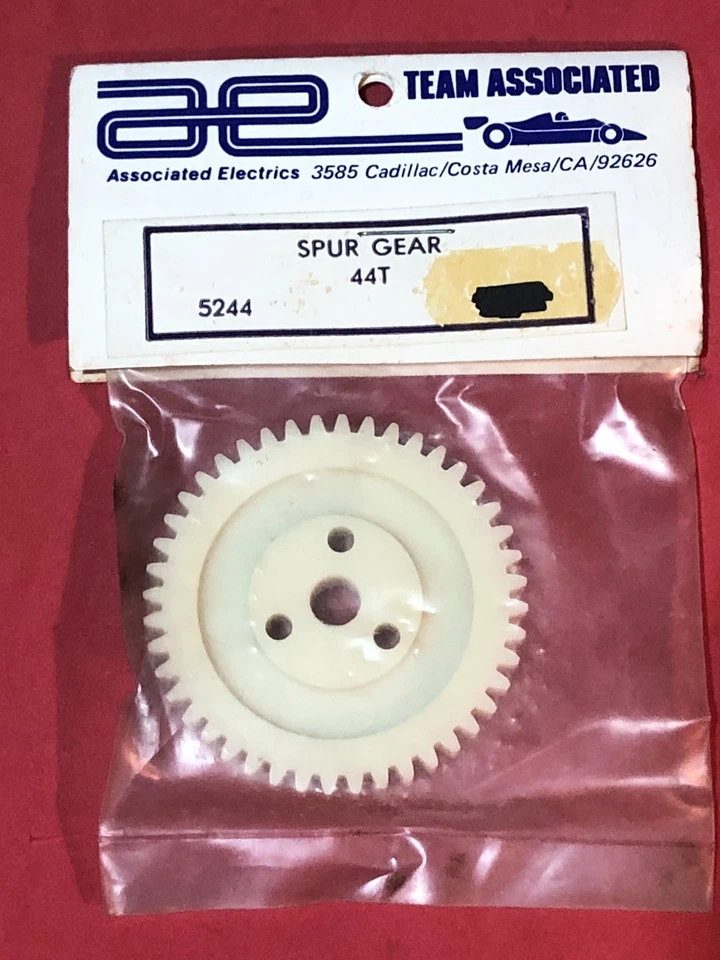 ae TEAM ASSOCIATED
Associated Electrics 3585 Cadillac/Costa Mesa/CA/92626
SPUR GEAR
44T
5244